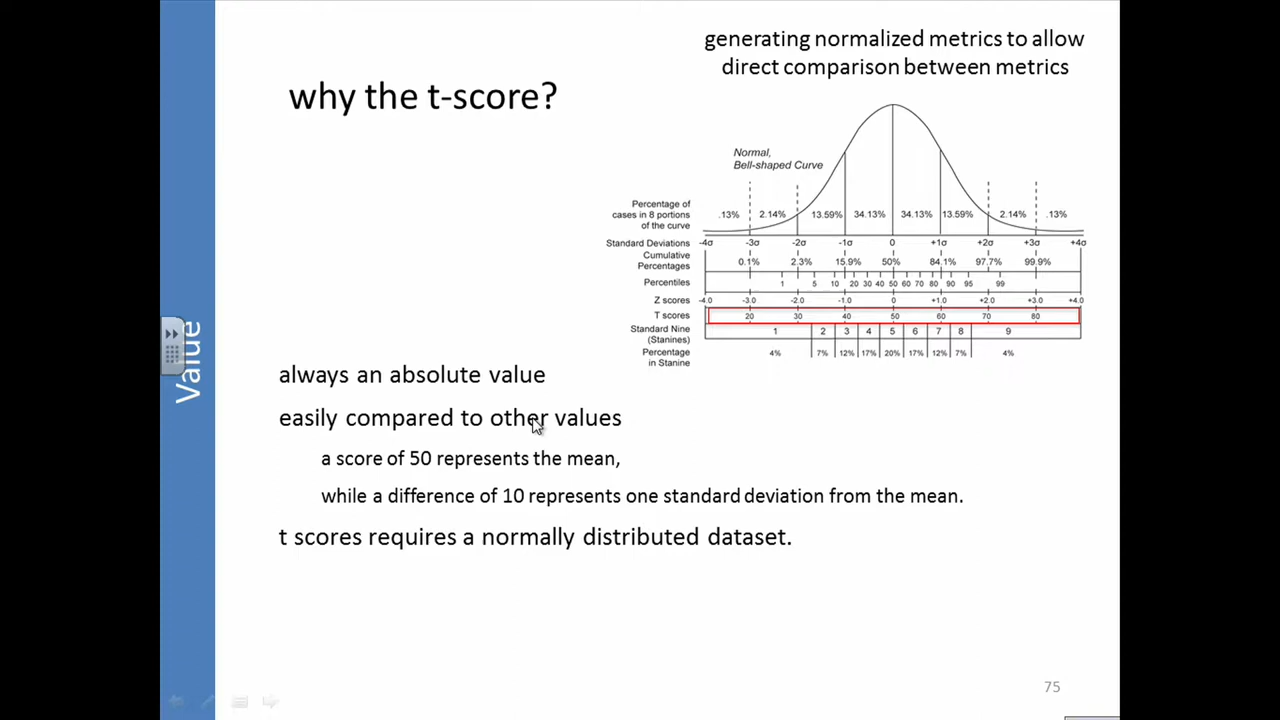 generating normalized metrics to allow
direct comparison between metrics
why the t-score?
Normal,
Bell-shaped Curve
Percentage of
cases in 8 portions
of the curve
.13% 2.14% 13.59% 34.13% 34.13% 13.59% 2.14% .13%
Standard Deviations -4σ -3σ -2σ -1σ 0 +1σ +2σ +3σ +4σ
Cumulative
Percentages
0.1% 2.3% 15.9% 50% 84.1% 97.7% 99.9%
Percentiles 1 5 10 20 30 40 50 60 70 80 90 95 99
Z scores -4.0 -3.0 -2.0 -1.0 0 +1.0 +2.0 +3.0 +4.0
T scores 20 30 40 50 60 70 80
Standard Nine
(Stanines)
1 2 3 4 5 6 7 8 9
Percentage
in Stanine
4% 7% 12% 17% 20% 17% 12% 7% 4%
Value
always an absolute value
easily compared to other values
a score of 50 represents the mean,
while a difference of 10 represents one standard deviation from the mean.
t scores requires a normally distributed dataset.
75